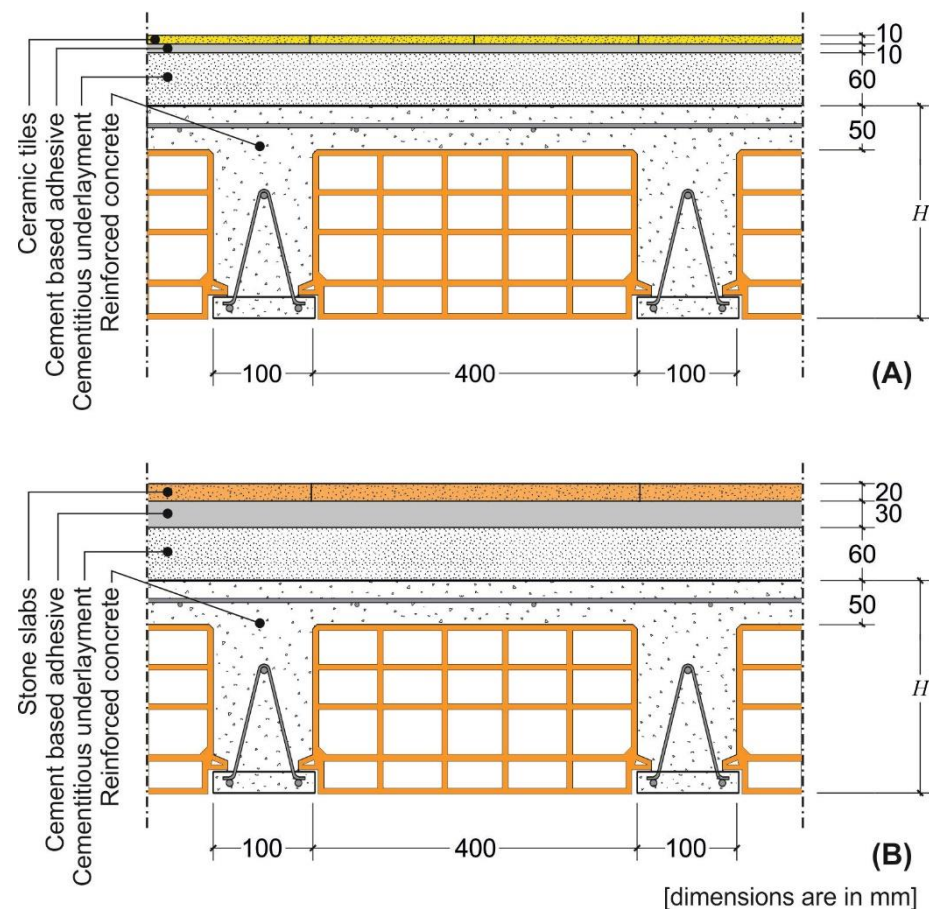 Ceramic tiles
Cement based adhesive
Cementitious underlayment
Reinforced concrete
10
10
60
50
H
100
400
100
(A)
Stone slabs
Cement based adhesive
Cementitious underlayment
Reinforced concrete
20
30
60
50
H
100
400
100
(B)
[dimensions are in mm]